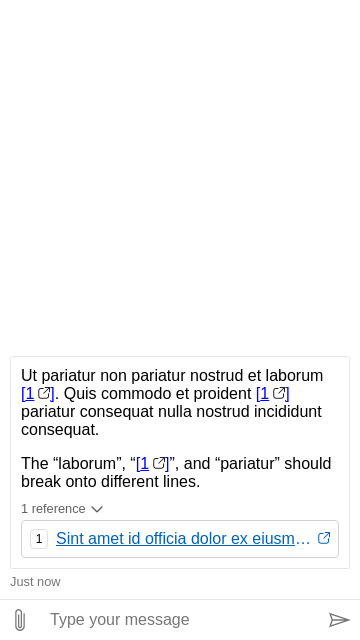 Ut pariatur non pariatur nostrud et laborum
[1]. Quis commodo et proident [1]
pariatur consequat nulla nostrud incididunt
consequat.
The “laborum”, “[1]”, and “pariatur” should
break onto different lines.
1 reference
1 Sint amet id officia dolor ex eiusm…
Just now
Type your message